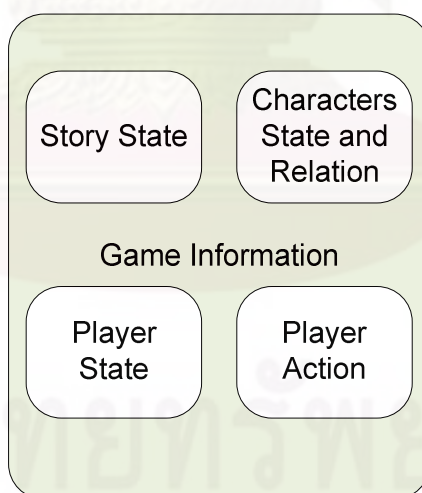 Story State
Characters
State and
Relation
Game Information
Player
State
Player
Action